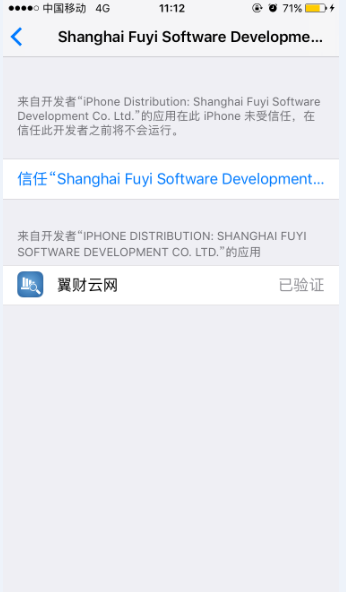 中国移动 4G 11:12 71%
Shanghai Fuyi Software Developme...
来自开发者“iPhone Distribution: Shanghai Fuyi Software
Development Co. Ltd.”的应用在此 iPhone 未受信任，在
信任此开发者之前将不会运行。
信任“Shanghai Fuyi Software Development...
来自开发者“IPHONE DISTRIBUTION: SHANGHAI FUYI
SOFTWARE DEVELOPMENT CO. LTD.”的应用
翼财云网 已验证